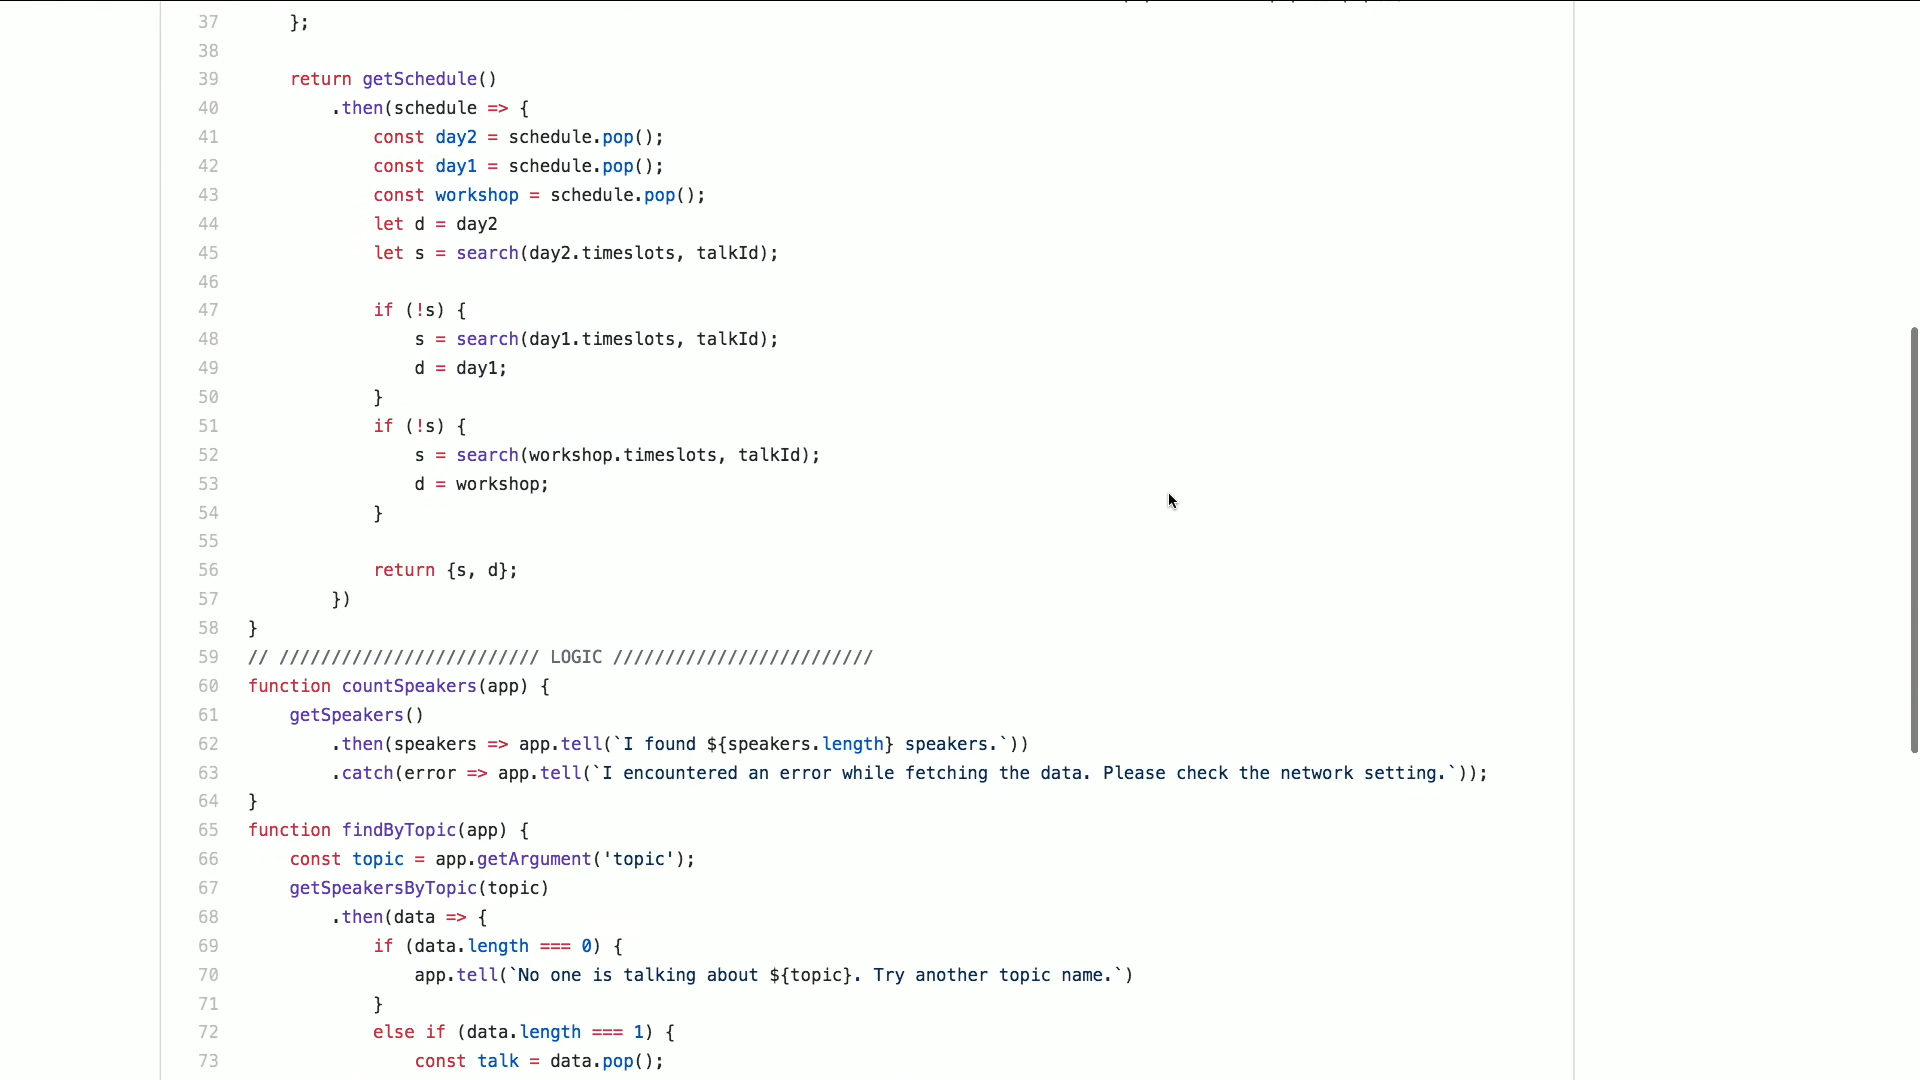 37 };
38
39 return getSchedule()
40 .then(schedule => {
41 const day2 = schedule.pop();
42 const day1 = schedule.pop();
43 const workshop = schedule.pop();
44 let d = day2
45 let s = search(day2.timeslots, talkId);
46
47 if (!s) {
48 s = search(day1.timeslots, talkId);
49 d = day1;
50 }
51 if (!s) {
52 s = search(workshop.timeslots, talkId);
53 d = workshop;
54 }
55
56 return {s, d};
57 })
58 }
59 // ///////////////////////// LOGIC /////////////////////////
60 function countSpeakers(app) {
61 getSpeakers()
62 .then(speakers => app.tell(`I found ${speakers.length} speakers.`))
63 .catch(error => app.tell(`I encountered an error while fetching the data. Please check the network setting.`));
64 }
65 function findByTopic(app) {
66 const topic = app.getArgument('topic');
67 getSpeakersByTopic(topic)
68 .then(data => {
69 if (data.length === 0) {
70 app.tell(`No one is talking about ${topic}. Try another topic name.`)
71 }
72 else if (data.length === 1) {
73 const talk = data.pop();